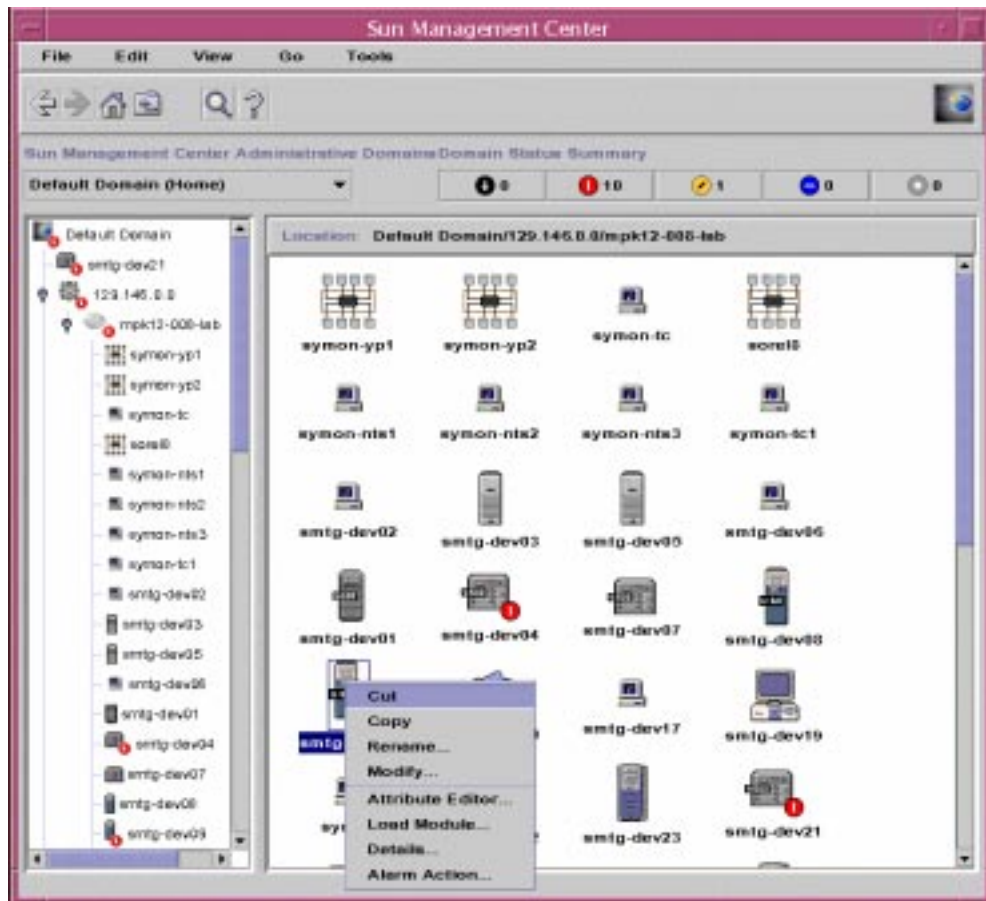 Sun Management Center
File Edit View Go Tools
Sun Management Center Administrative Domains Domain Status Summary
Default Domain (Home)
0 10 1 0 0
Default Domain
Location: Default Domain/129.146.0.0/mpk12-008-lab
smtg-dev21
129.146.0.0
mpk12-008-lab
symon-yp1
symon-yp2
symon-tc
sorel8
symon-nts1
symon-nts2
symon-nts3
symon-tc1
smtg-dev02
smtg-dev03
smtg-dev05
smtg-dev06
smtg-dev01
smtg-dev04
smtg-dev07
smtg-dev08
smtg-dev09
symon-yp1 symon-yp2 symon-tc sorel8
symon-nts1 symon-nts2 symon-nts3 symon-tc1
smtg-dev02 smtg-dev03 smtg-dev05 smtg-dev06
smtg-dev01 smtg-dev04 smtg-dev07 smtg-dev08
smtg smtg-dev17 smtg-dev19
smtg-dev23 smtg-dev21
Cut
Copy
Rename...
Modify...
Attribute Editor...
Load Module...
Details...
Alarm Action...